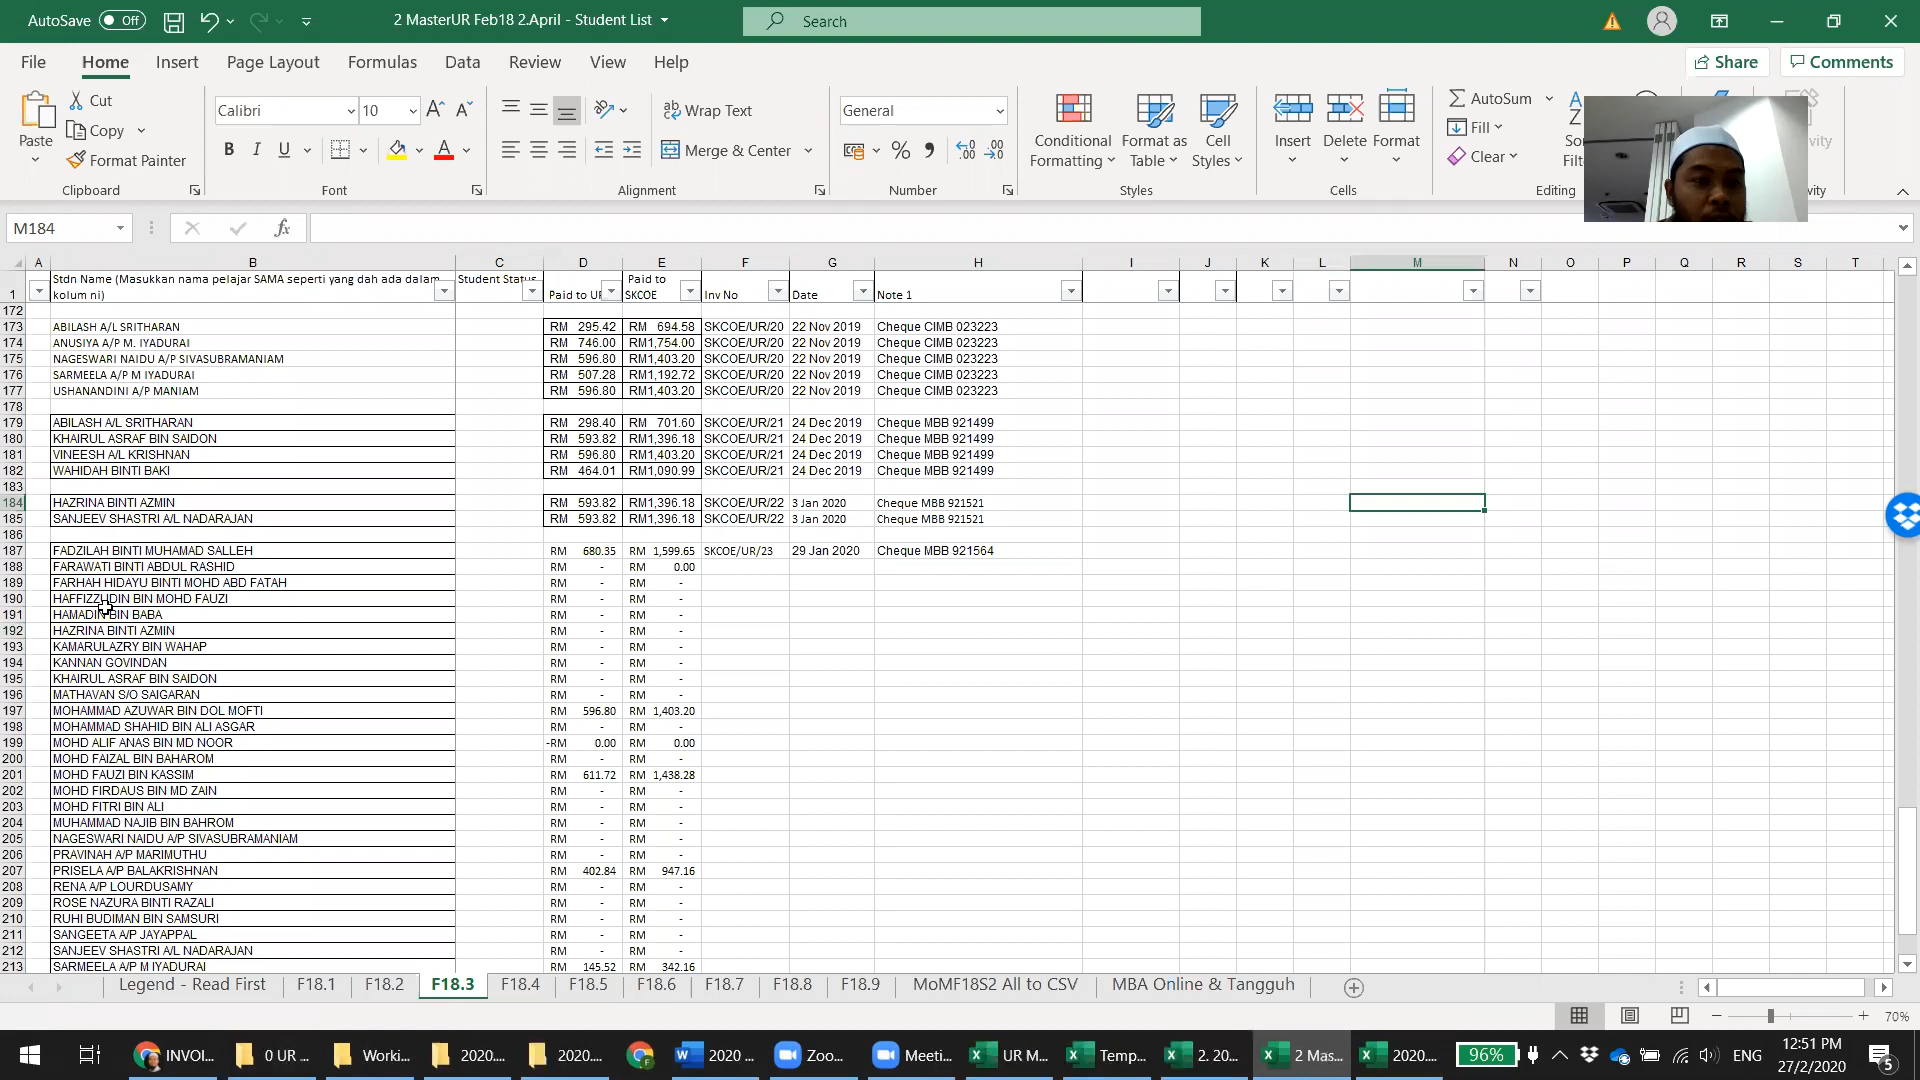 AutoSave Off 2 MasterUR Feb18 2.April - Student List Search
File Home Insert Page Layout Formulas Data Review View Help Share Comments
Paste Cut Copy Format Painter Clipboard
Calibri 10 B I U A Font
Wrap Text Merge & Center Alignment
General % Number
Conditional Formatting Format as Table Cell Styles Styles
Insert Delete Format Cells
AutoSum Fill Clear Editing
M184 fx
A B C D E F G H I J K L M N O P Q R S T
1 Stdn Name (Masukkan nama pelajar SAMA seperti yang dah ada dalam kolum ni) Student Status Paid to Paid to SKCOE Inv No Date Note 1
172
173 ABILASH A/L SRITHARAN RM 295.42 RM 694.58 SKCOE/UR/20 22 Nov 2019 Cheque CIMB 023223
174 ANUSIYA A/P M. IYADURAI RM 746.00 RM1,754.00 SKCOE/UR/20 22 Nov 2019 Cheque CIMB 023223
175 NAGESWARI NAIDU A/P SIVASUBRAMANIAM RM 596.80 RM1,403.20 SKCOE/UR/20 22 Nov 2019 Cheque CIMB 023223
176 SARMEELA A/P M IYADURAI RM 507.28 RM1,192.72 SKCOE/UR/20 22 Nov 2019 Cheque CIMB 023223
177 USHANANDINI A/P MANIAM RM 596.80 RM1,403.20 SKCOE/UR/20 22 Nov 2019 Cheque CIMB 023223
178
179 ABILASH A/L SRITHARAN RM 298.40 RM 701.60 SKCOE/UR/21 24 Dec 2019 Cheque MBB 921499
180 KHAIRUL ASRAF BIN SAIDON RM 593.82 RM1,396.18 SKCOE/UR/21 24 Dec 2019 Cheque MBB 921499
181 VINEESH A/L KRISHNAN RM 596.80 RM1,403.20 SKCOE/UR/21 24 Dec 2019 Cheque MBB 921499
182 WAHIDAH BINTI BAKI RM 464.01 RM1,090.99 SKCOE/UR/21 24 Dec 2019 Cheque MBB 921499
183
184 HAZRINA BINTI AZMIN RM 593.82 RM1,396.18 SKCOE/UR/22 3 Jan 2020 Cheque MBB 921521
185 SANJEEV SHASTRI A/L NADARAJAN RM 593.82 RM1,396.18 SKCOE/UR/22 3 Jan 2020 Cheque MBB 921521
186
187 FADZILAH BINTI MUHAMAD SALLEH RM 680.35 RM 1,599.65 SKCOE/UR/23 29 Jan 2020 Cheque MBB 921564
188 FARAWATI BINTI ABDUL RASHID RM - RM 0.00
189 FARHAH HIDAYU BINTI MOHD ABD FATAH RM - RM -
190 HAFFIZZUDIN BIN MOHD FAUZI RM - RM -
191 HAMADIN BIN BABA RM - RM -
192 HAZRINA BINTI AZMIN RM - RM -
193 KAMARULAZRY BIN WAHAP RM - RM -
194 KANNAN GOVINDAN RM - RM -
195 KHAIRUL ASRAF BIN SAIDON RM - RM -
196 MATHAVAN S/O SAIGARAN RM - RM -
197 MOHAMMAD AZUWAR BIN DOL MOFTI RM 596.80 RM 1,403.20
198 MOHAMMAD SHAHID BIN ALI ASGAR RM - RM -
199 MOHD ALIF ANAS BIN MD NOOR -RM 0.00 RM 0.00
200 MOHD FAIZAL BIN BAHAROM RM - RM -
201 MOHD FAUZI BIN KASSIM RM 611.72 RM 1,438.28
202 MOHD FIRDAUS BIN MD ZAIN RM - RM -
203 MOHD FITRI BIN ALI RM - RM -
204 MUHAMMAD NAJIB BIN BAHROM RM - RM -
205 NAGESWARI NAIDU A/P SIVASUBRAMANIAM RM - RM -
206 PRAVINAH A/P MARIMUTHU RM - RM -
207 PRISELA A/P BALAKRISHNAN RM 402.84 RM 947.16
208 RENA A/P LOURDUSAMY RM - RM -
209 ROSE NAZURA BINTI RAZALI RM - RM -
210 RUHI BUDIMAN BIN SAMSURI RM - RM -
211 SANGEETA A/P JAYAPPAL RM - RM -
212 SANJEEV SHASTRI A/L NADARAJAN RM - RM -
213 SARMEELA A/P M IYADURAI RM 145.52 RM 342.16
Legend - Read First F18.1 F18.2 F18.3 F18.4 F18.5 F18.6 F18.7 F18.8 F18.9 MoMF18S2 All to CSV MBA Online & Tangguh
70%
INVOI... 0 UR ... Worki... 2020.... 2020.... 2020 ... Zoo... Meeti... UR M... Temp... 2. 20... 2 Mas... 2020.... 96% ENG 12:51 PM
27/2/2020 5